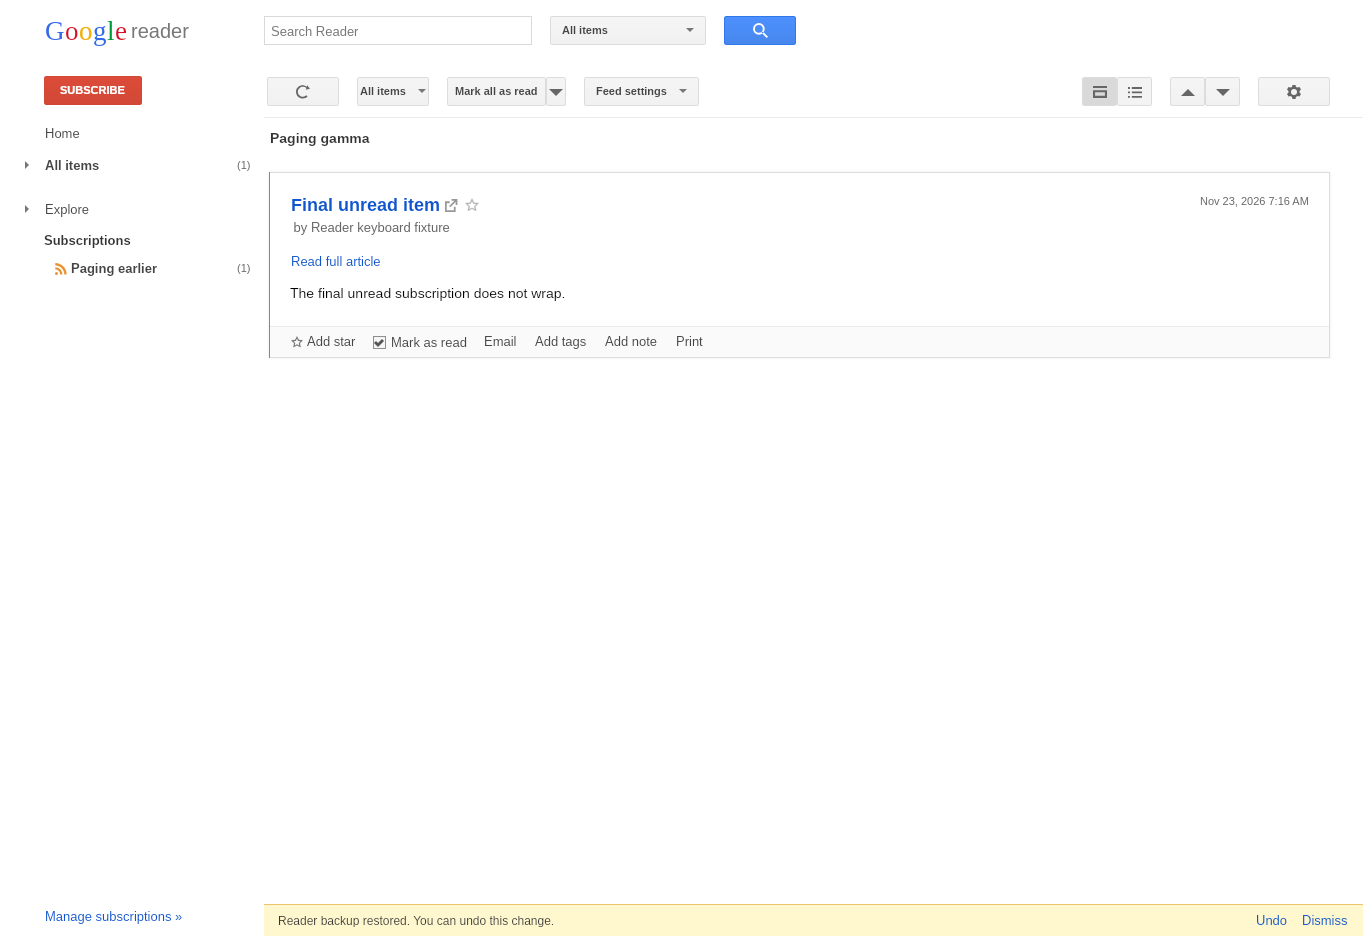 Google reader
Search Reader
All items
SUBSCRIBE
All items
Mark all as read
Feed settings
Home
All items (1)
Explore
Subscriptions
Paging earlier (1)
Manage subscriptions »
Paging gamma
Final unread item
Nov 23, 2026 7:16 AM
by Reader keyboard fixture
Read full article
The final unread subscription does not wrap.
Add star Mark as read Email Add tags Add note Print
Reader backup restored. You can undo this change. Undo Dismiss